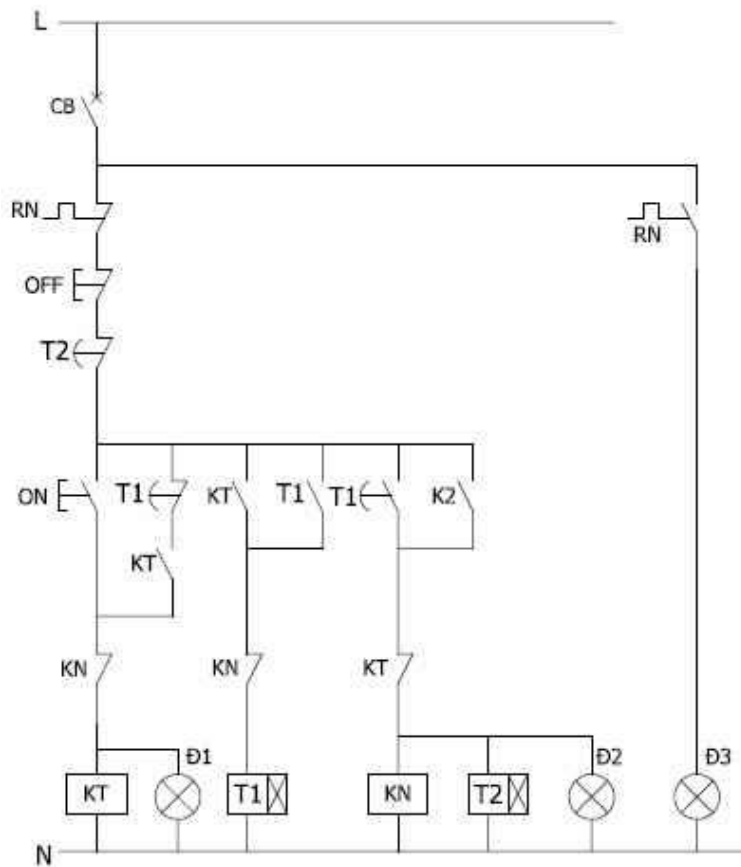 L
CB
RN
RN
OFF
T2
ON
T1
KT
T1
T1
K2
KT
KN
KN
KT
Đ1
Đ2
Đ3
KT
T1
KN
T2
N